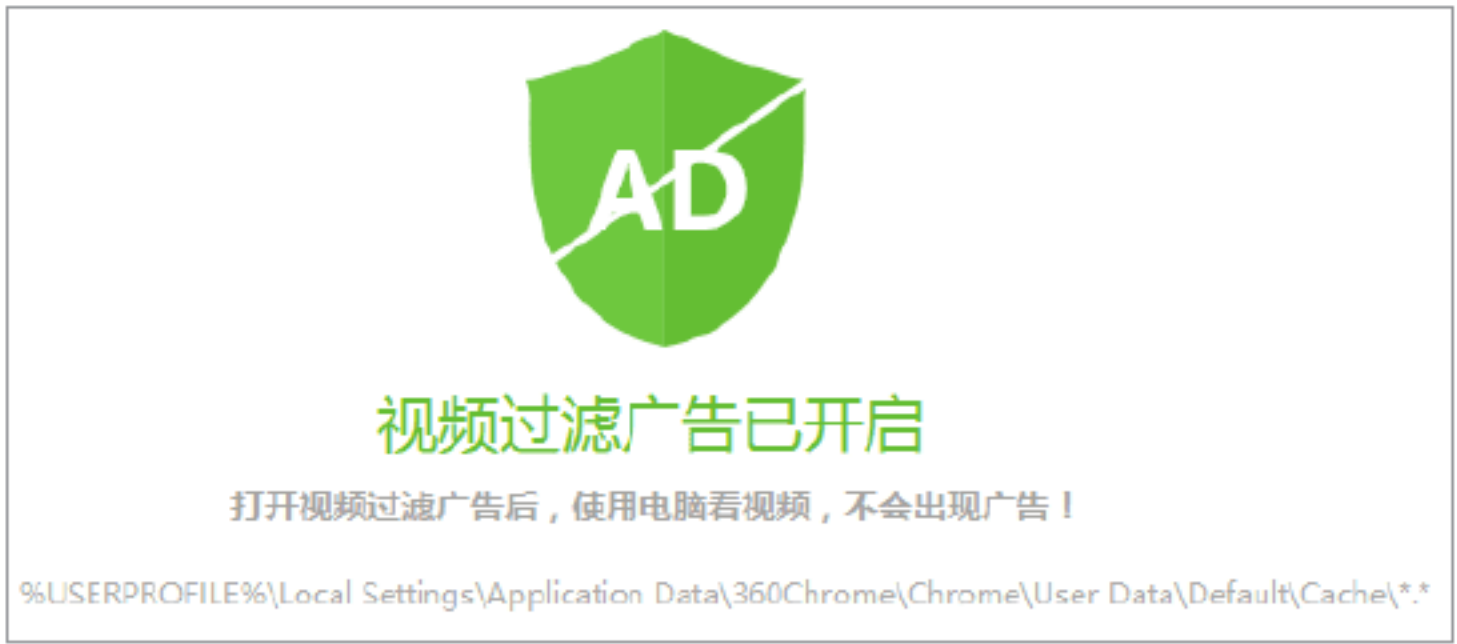 AD
视频过滤广告已开启
打开视频过滤广告后，使用电脑看视频，不会出现广告！
%USERPROFILE%\Local Settings\Application Data\360Chrome\Chrome\User Data\Default\Cache\*.*